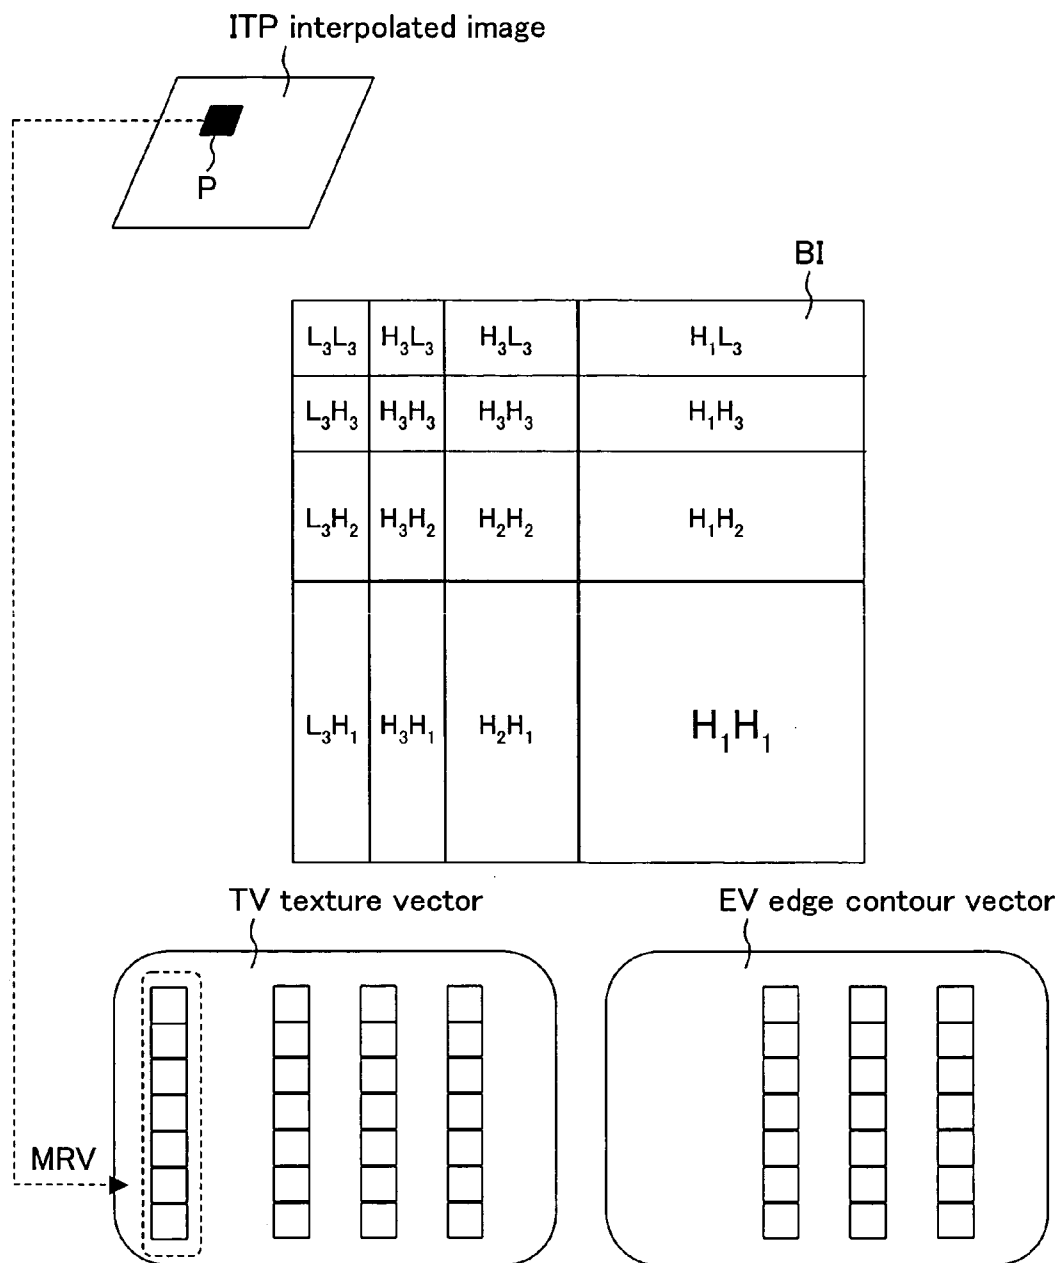 ITP interpolated image
P
BI
L₃L₃ H₃L₃ H₃L₃ H₁L₃
L₃H₃ H₃H₃ H₃H₃ H₁H₃
L₃H₂ H₃H₂ H₂H₂ H₁H₂
L₃H₁ H₃H₁ H₂H₁ H₁H₁
TV texture vector EV edge contour vector
MRV